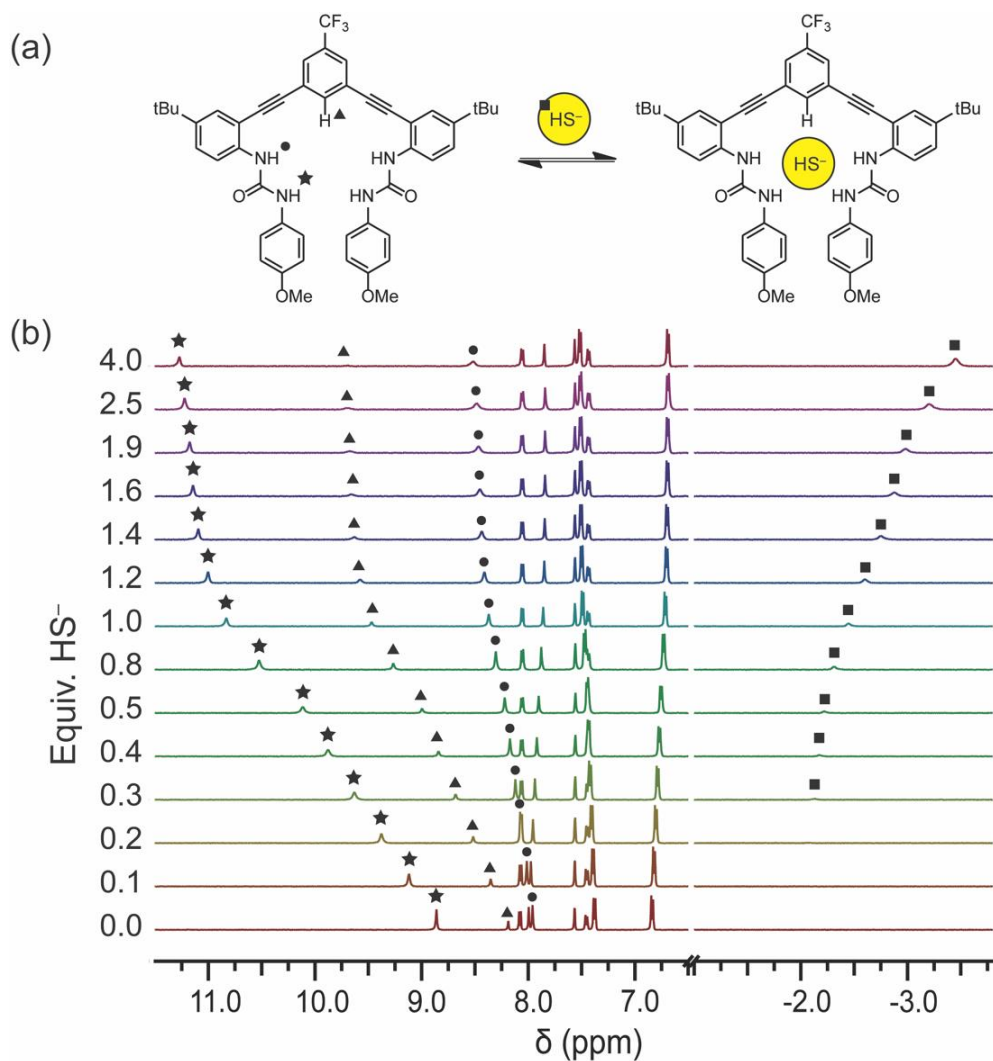 (a)
CF₃ CF₃
tBu tBu tBu tBu
H H
HS⁻
NH HN HS⁻ NH HN
O NH HN O O NH HN O
OMe OMe OMe OMe
(b)
Equiv. HS⁻
4.0
2.5
1.9
1.6
1.4
1.2
1.0
0.8
0.5
0.4
0.3
0.2
0.1
0.0
11.0 10.0 9.0 8.0 7.0 -2.0 -3.0
δ (ppm)